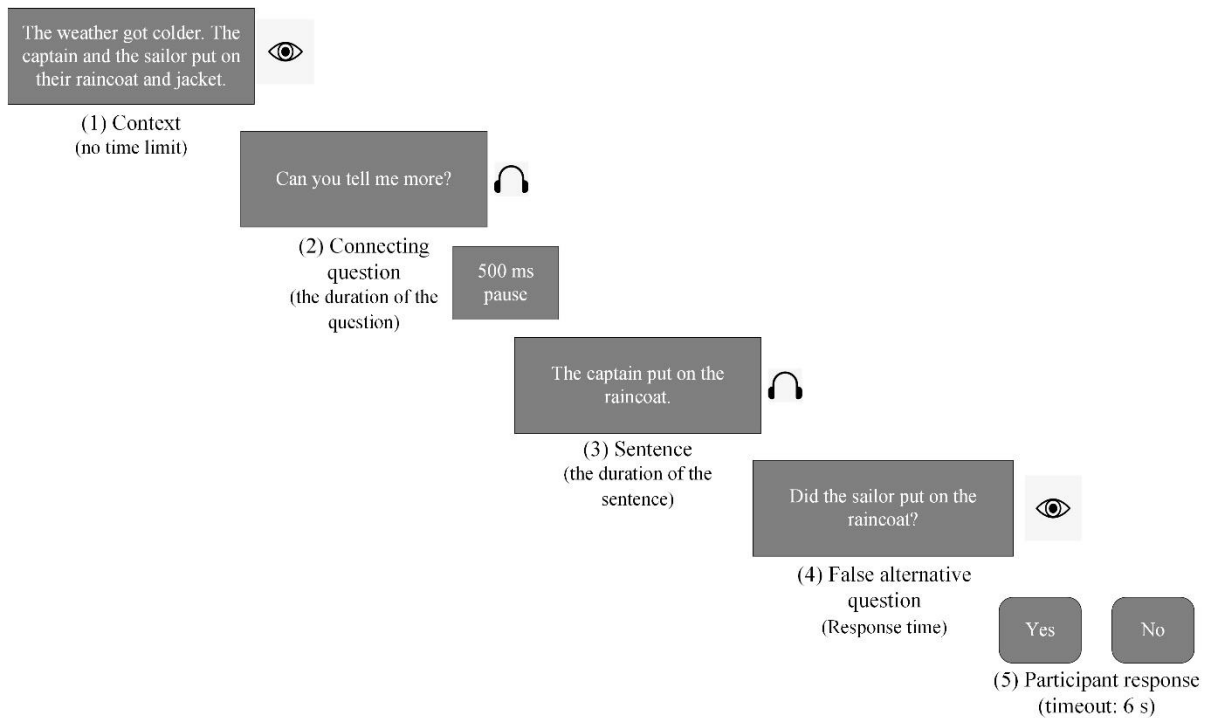 The weather got colder. The
captain and the sailor put on
their raincoat and jacket.
(1) Context
(no time limit)
Can you tell me more?
(2) Connecting
question
(the duration of the
question)
500 ms
pause
The captain put on the
raincoat.
(3) Sentence
(the duration of the
sentence)
Did the sailor put on the
raincoat?
(4) False alternative
question
(Response time)
Yes
No
(5) Participant response
(timeout: 6 s)